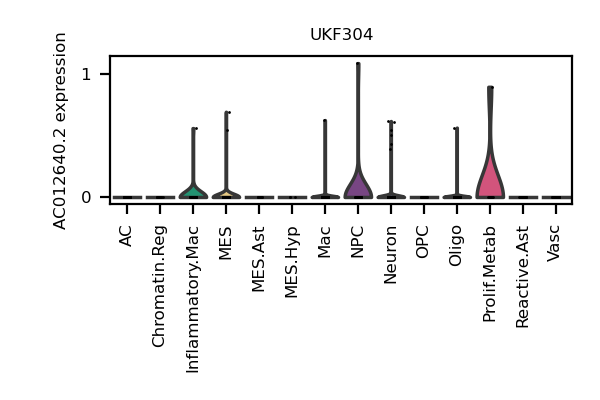 UKF304
AC012640.2 expression
1
0
AC
Chromatin.Reg
Inflammatory.Mac
MES
MES.Ast
MES.Hyp
Mac
NPC
Neuron
OPC
Oligo
Prolif.Metab
Reactive.Ast
Vasc